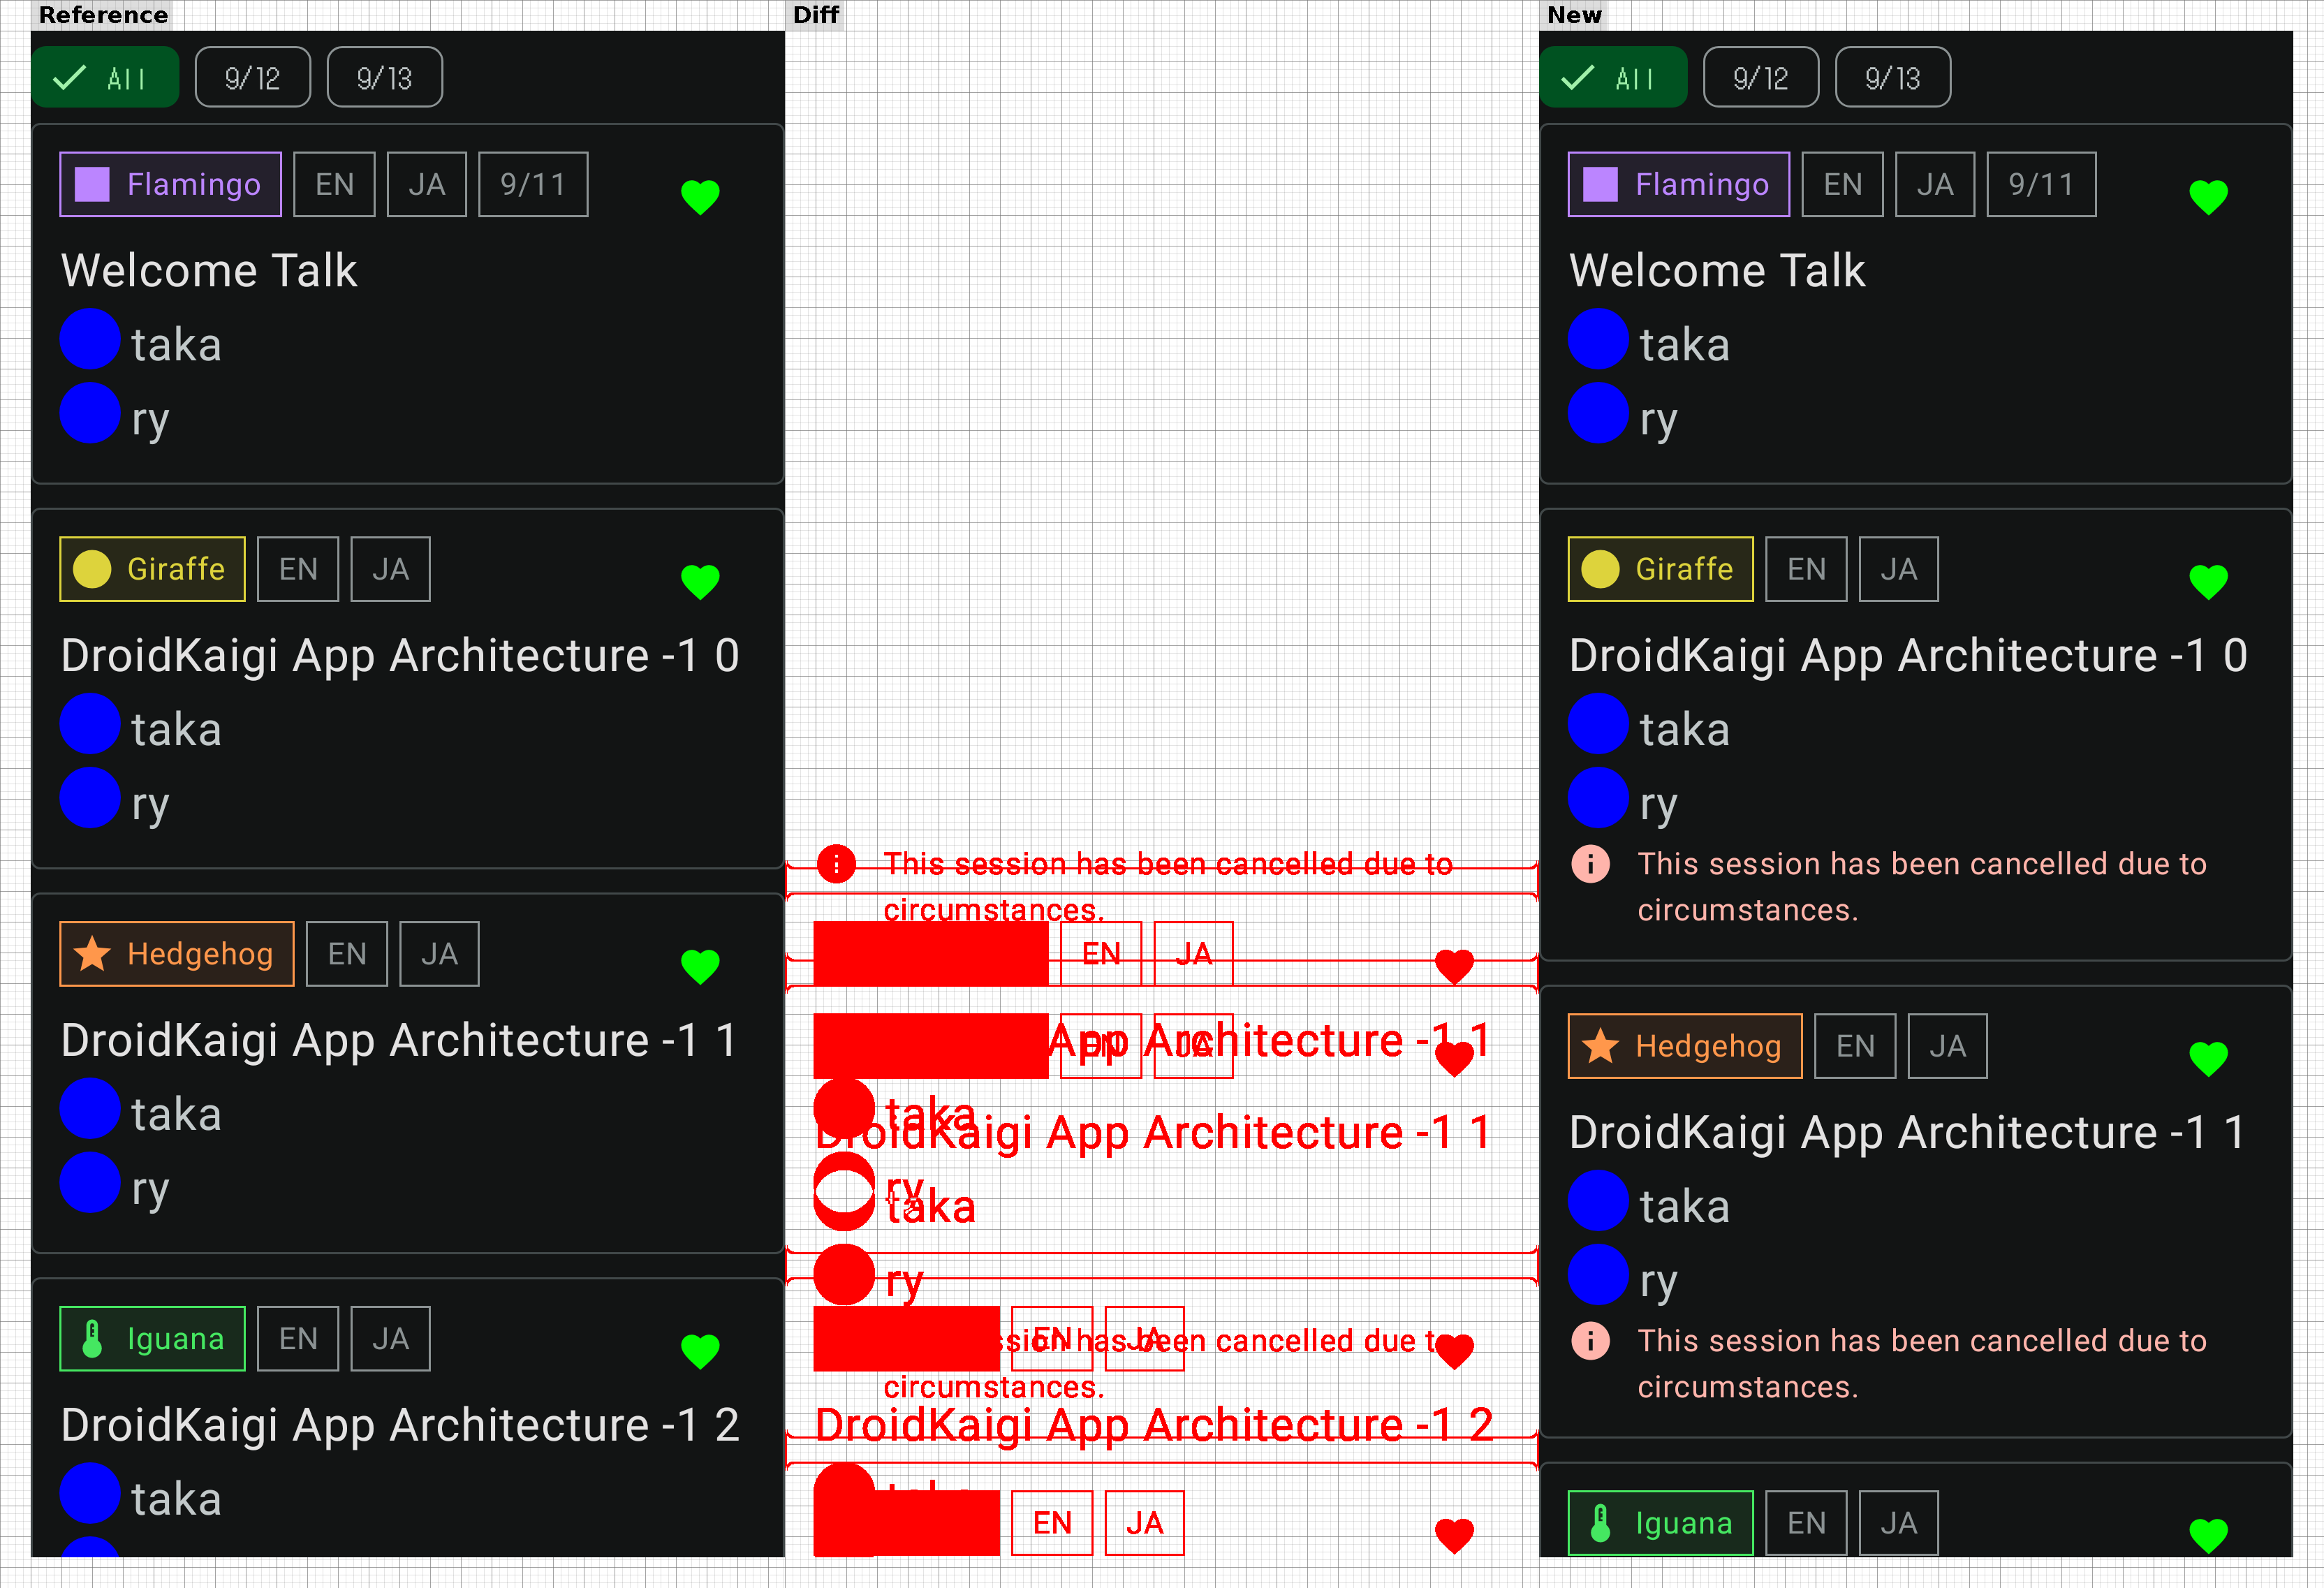 Reference
All 9/12 9/13
Flamingo EN JA 9/11
Welcome Talk
taka
ry
Giraffe EN JA
DroidKaigi App Architecture -1 0
taka
ry
Hedgehog EN JA
DroidKaigi App Architecture -1 1
taka
ry
Iguana EN JA
DroidKaigi App Architecture -1 2
taka
Diff
This session has been cancelled due to
circumstances.
EN JA
App Architecture -1 1
EN JA
taka
DroidKaigi App Architecture -1 1
ry
taka
ry
EN JA
ssion has been cancelled due to
circumstances.
DroidKaigi App Architecture -1 2
EN JA
New
All 9/12 9/13
Flamingo EN JA 9/11
Welcome Talk
taka
ry
Giraffe EN JA
DroidKaigi App Architecture -1 0
taka
ry
This session has been cancelled due to
circumstances.
Hedgehog EN JA
DroidKaigi App Architecture -1 1
taka
ry
This session has been cancelled due to
circumstances.
Iguana EN JA